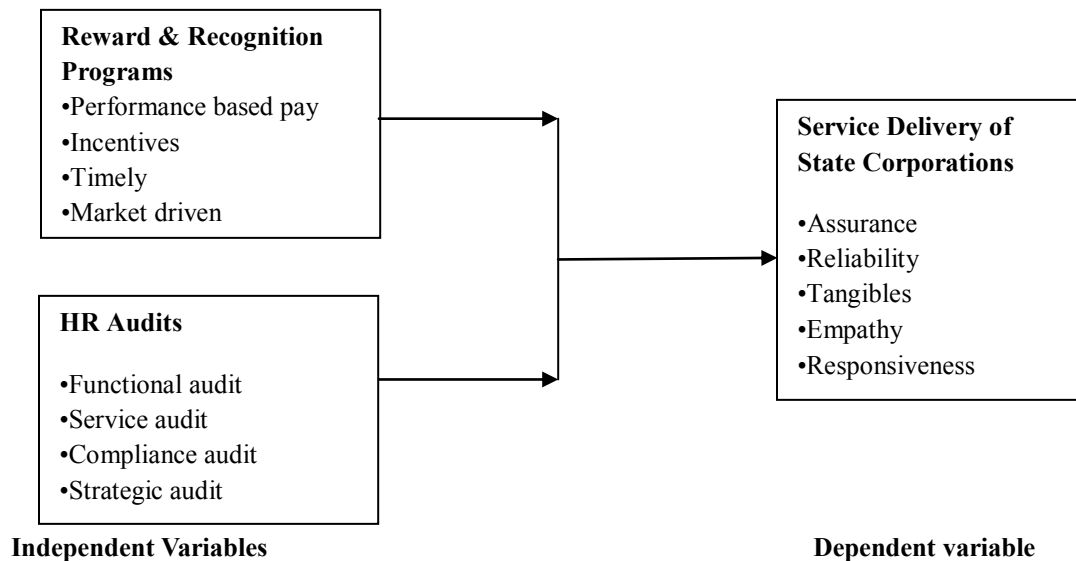 Reward & Recognition
Programs
•Performance based pay
•Incentives
•Timely
•Market driven
HR Audits
•Functional audit
•Service audit
•Compliance audit
•Strategic audit
Independent Variables
Service Delivery of
State Corporations
•Assurance
•Reliability
•Tangibles
•Empathy
•Responsiveness
Dependent variable